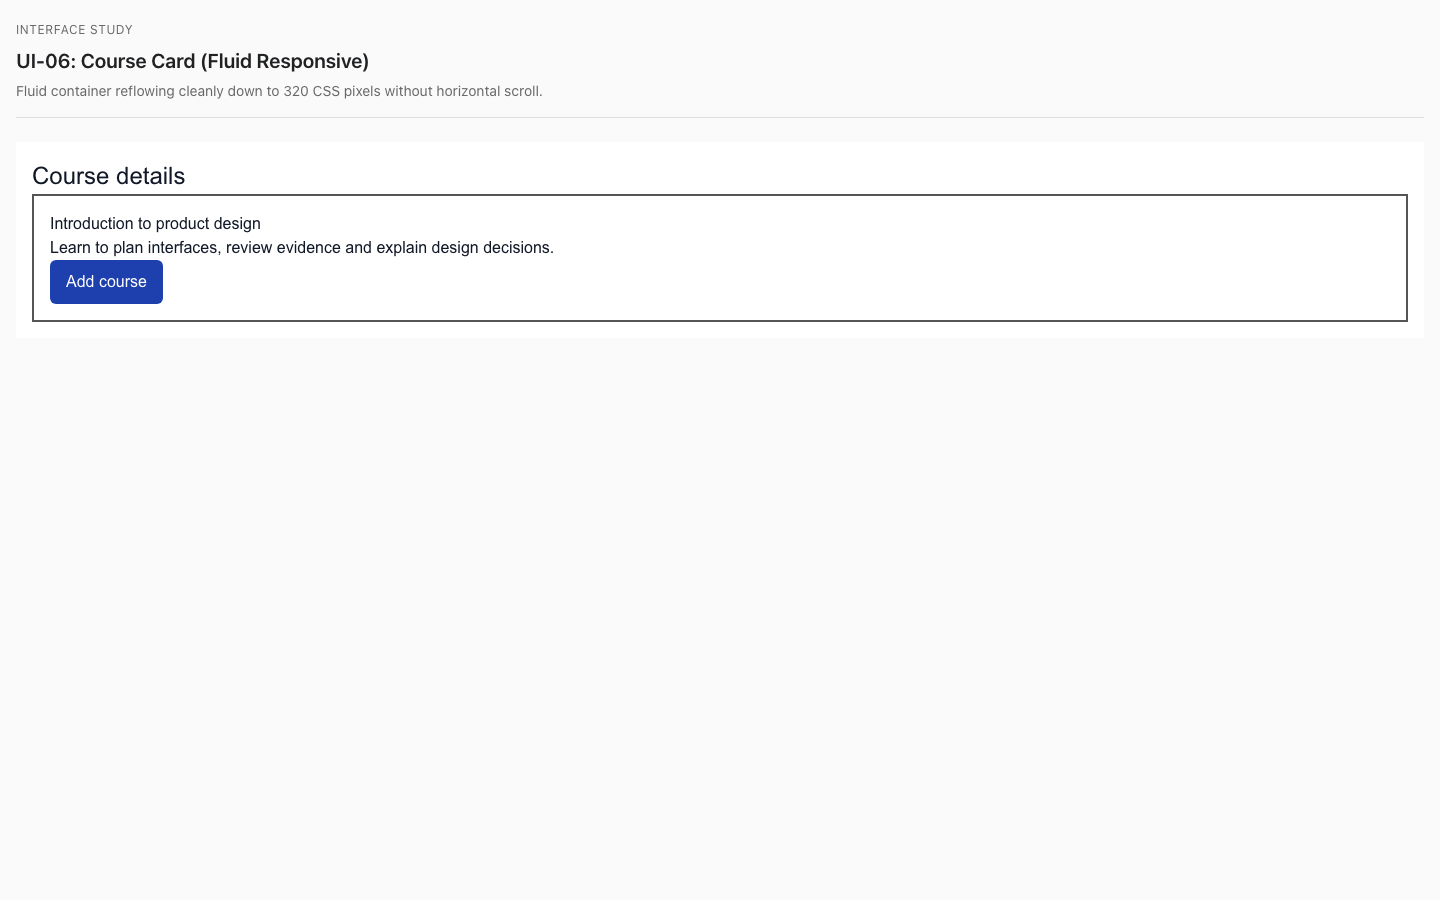 INTERFACE STUDY
UI-06: Course Card (Fluid Responsive)
Fluid container reflowing cleanly down to 320 CSS pixels without horizontal scroll.
Course details
Introduction to product design
Learn to plan interfaces, review evidence and explain design decisions.
Add course